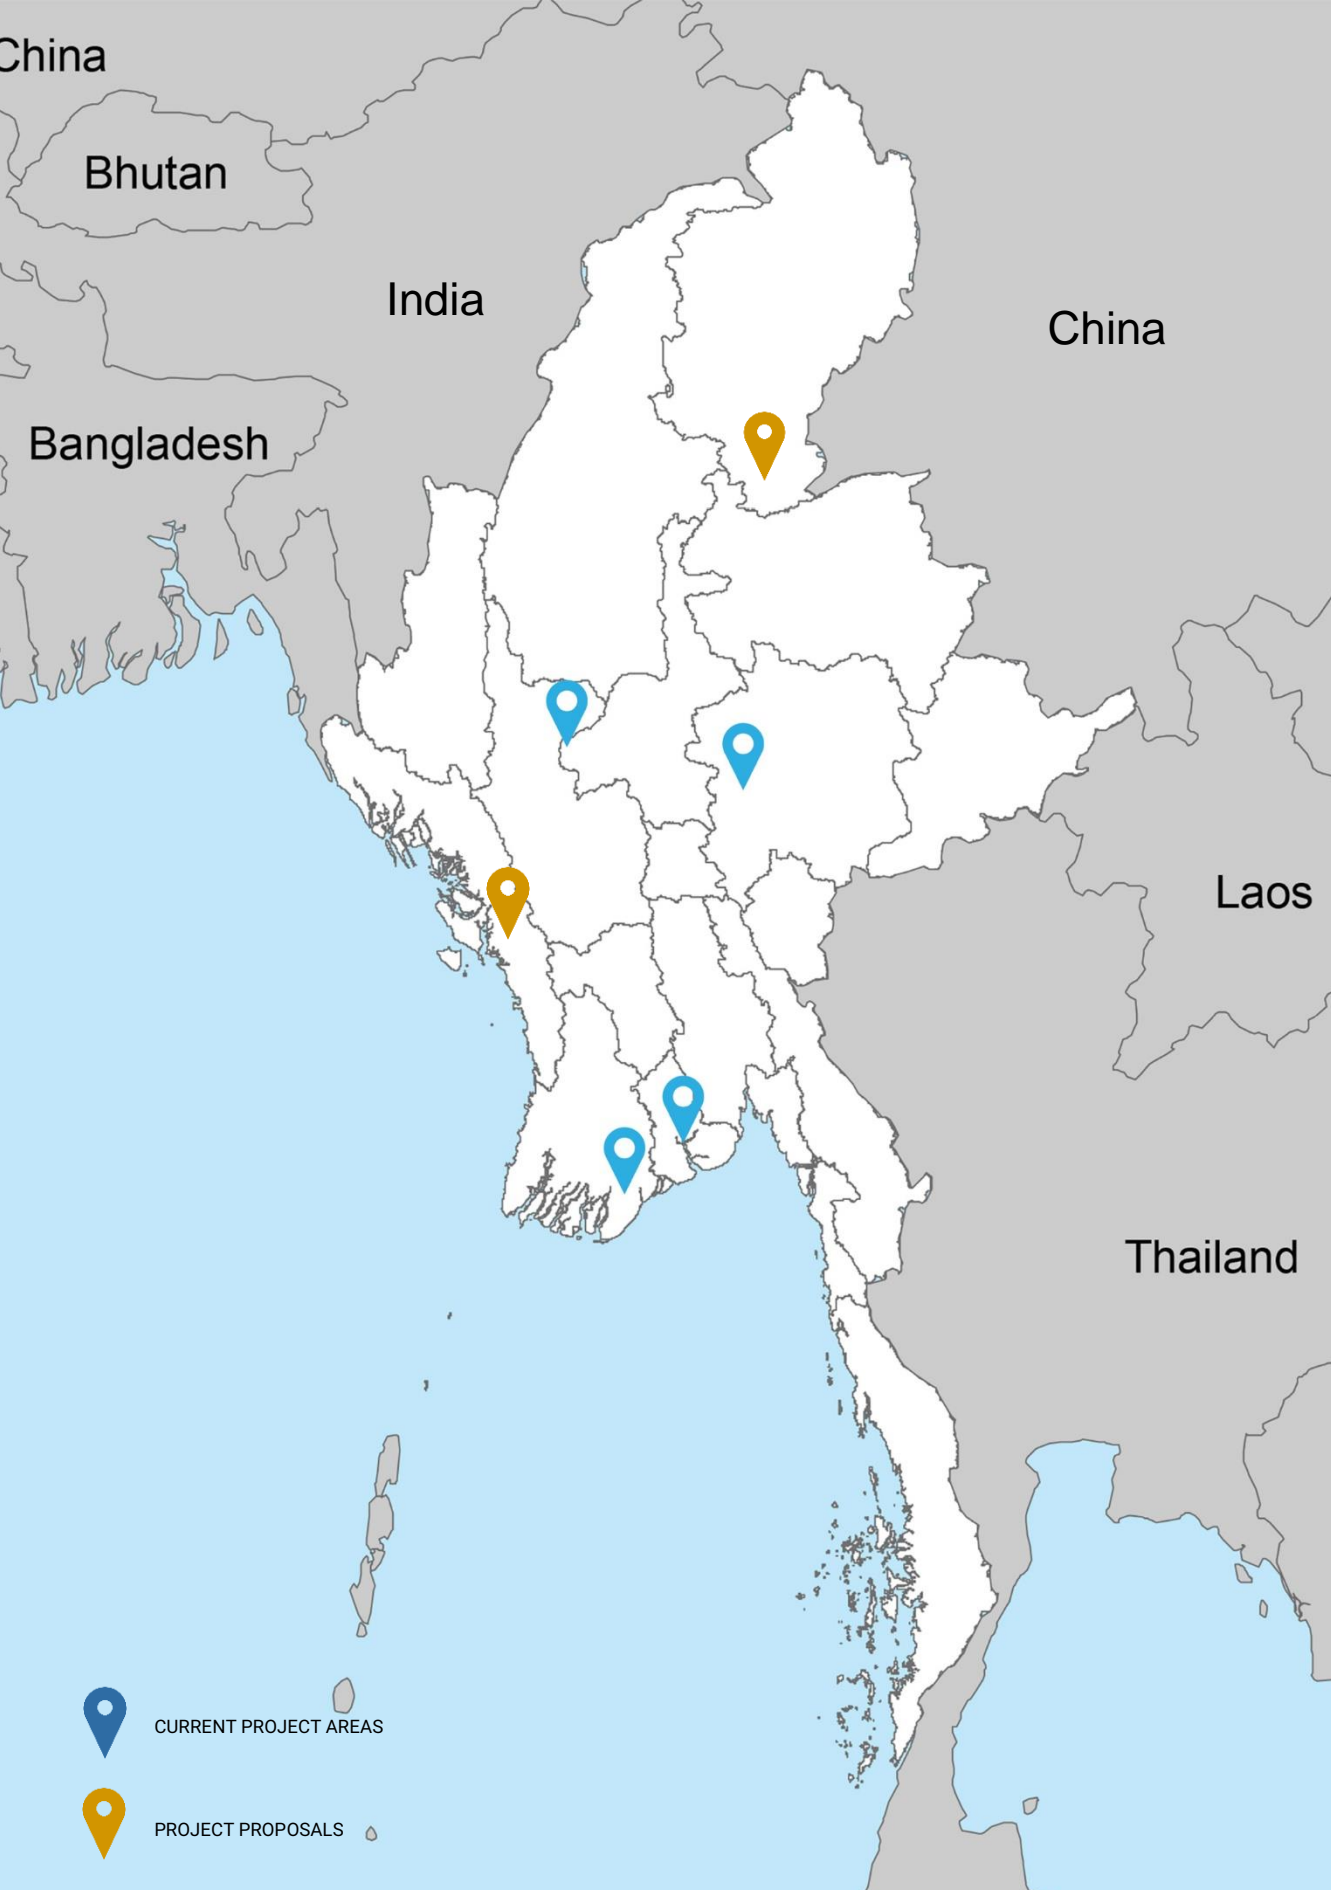 China
Bhutan
India
China
Bangladesh
Laos
Thailand
CURRENT PROJECT AREAS
PROJECT PROPOSALS